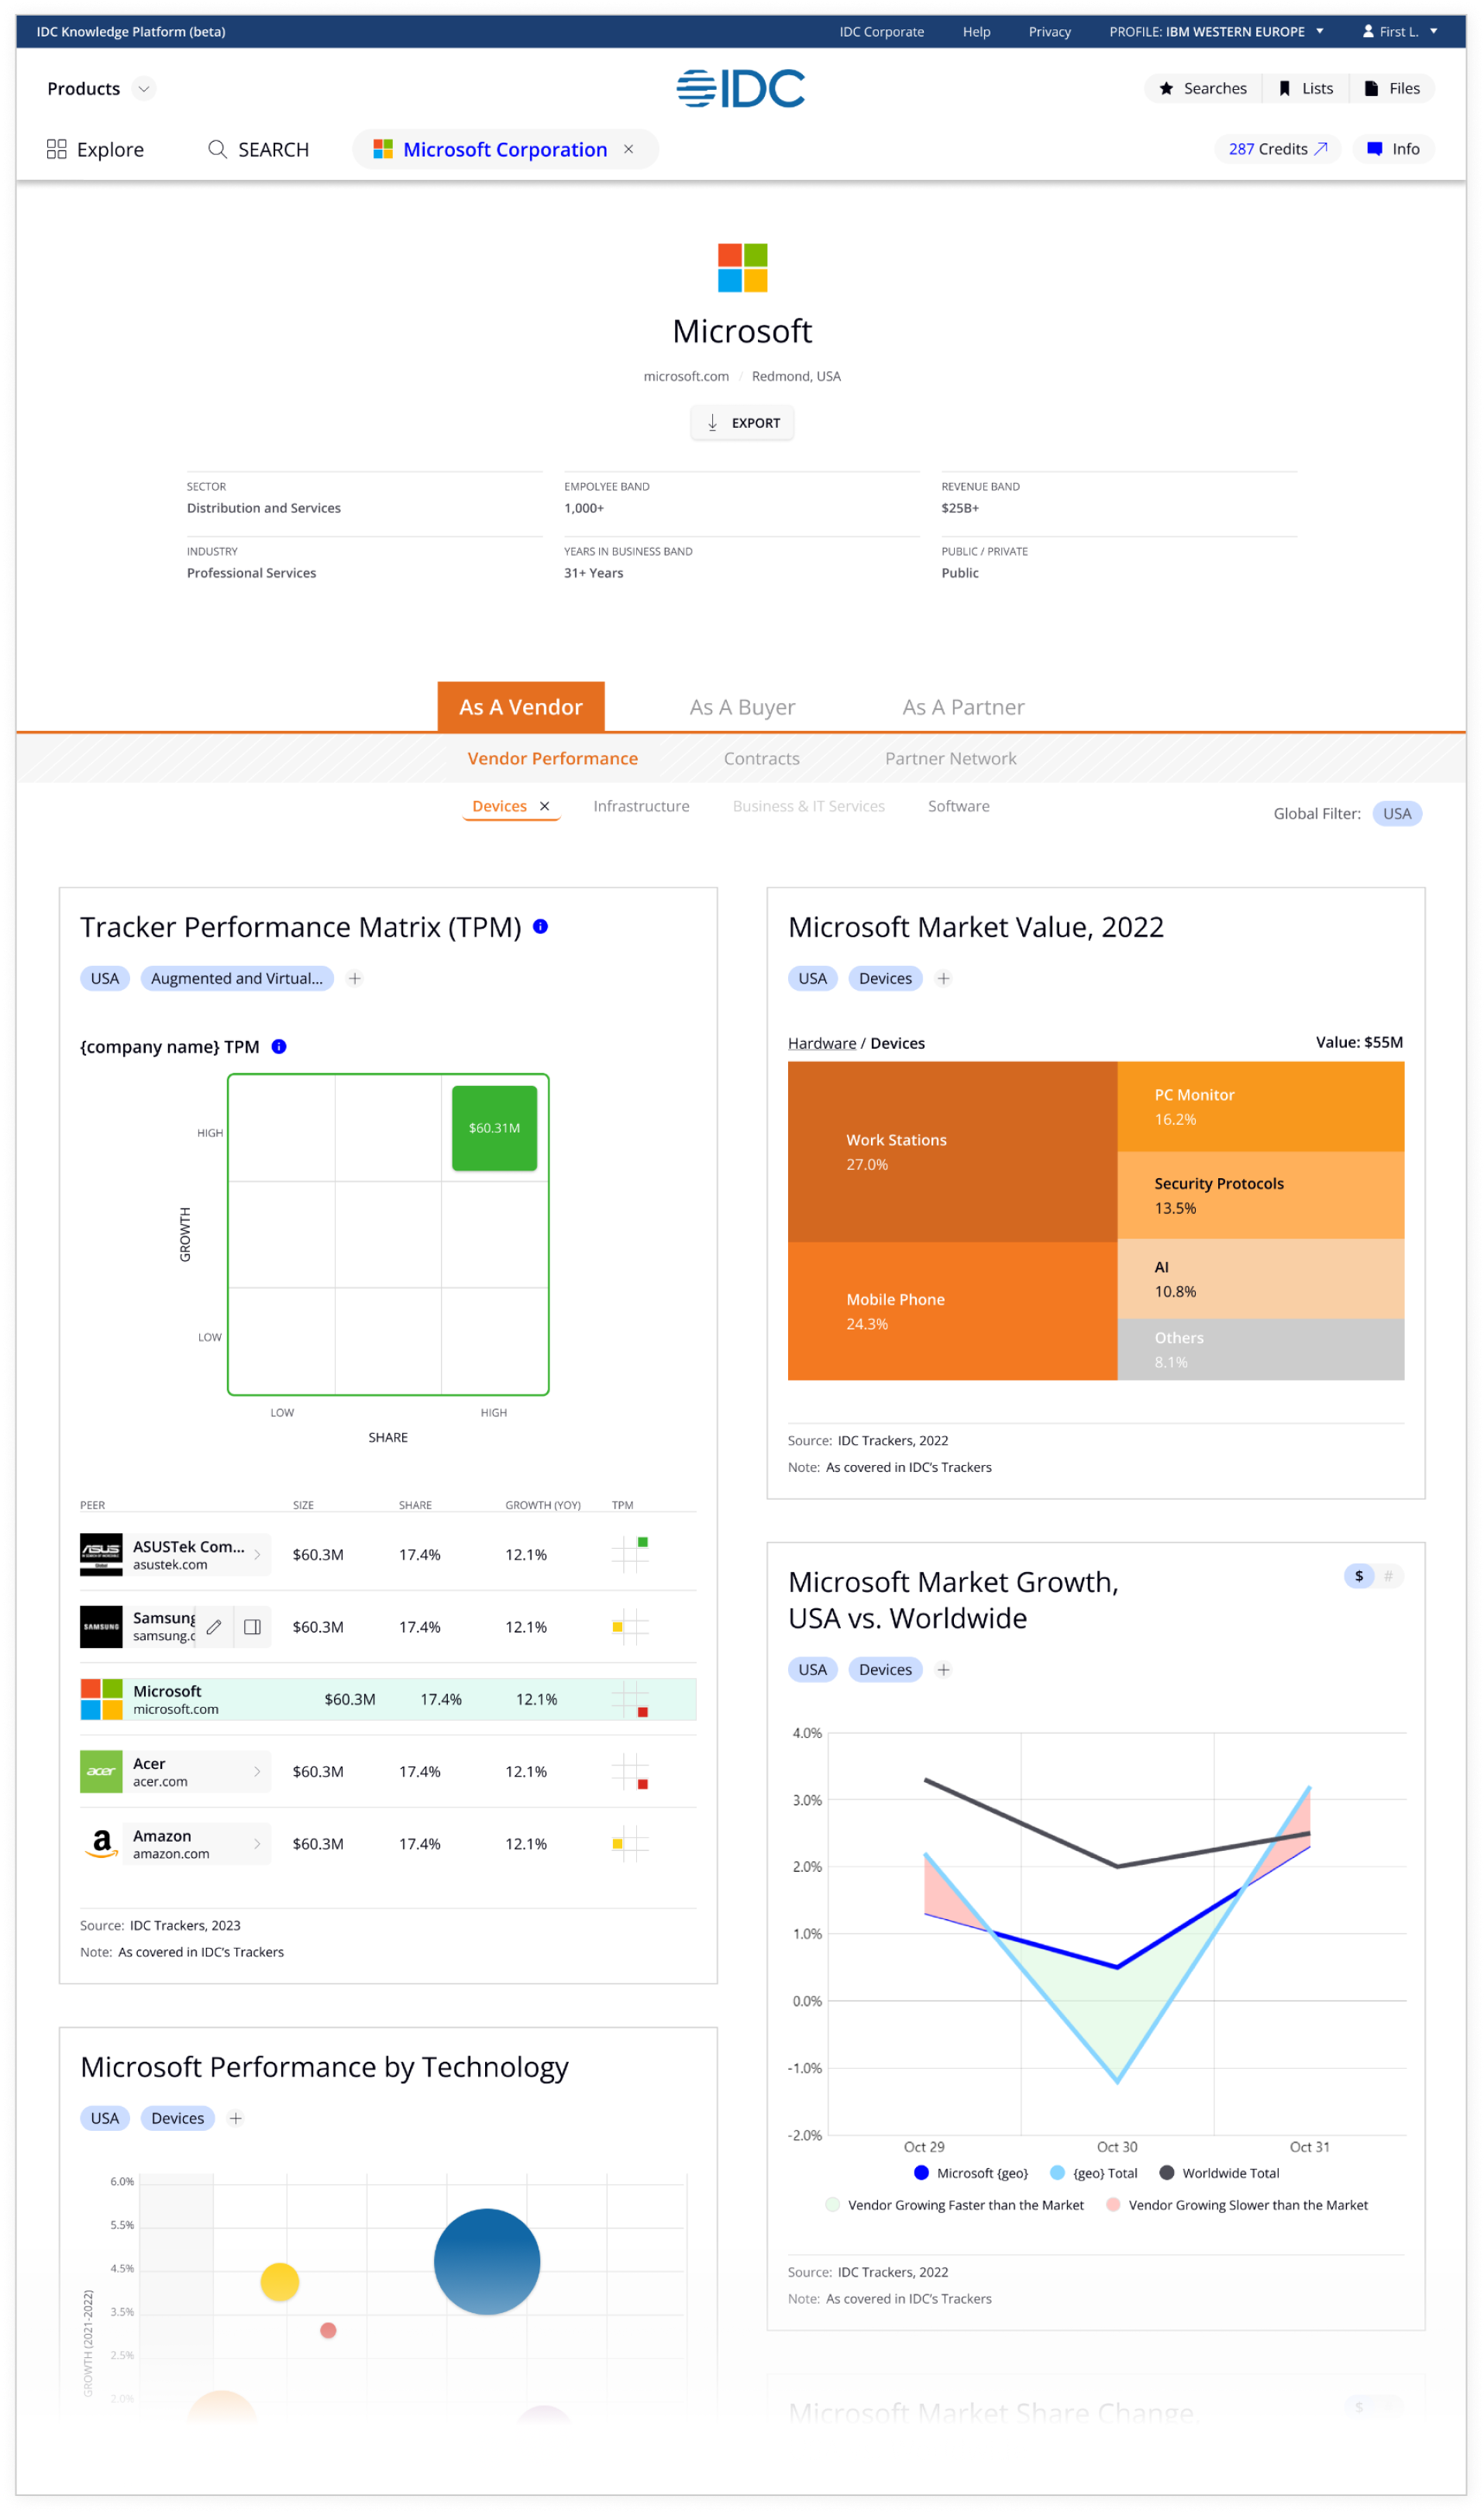 IDC Knowledge Platform (beta)
IDC Corporate
Help
Privacy
PROFILE: IBM WESTERN EUROPE
First L.
Products
IDC
Searches
Lists
Files
Explore
SEARCH
Microsoft Corporation
287 Credits
Info
Microsoft
microsoft.com / Redmond, USA
EXPORT
SECTOR
Distribution and Services
EMPOLYEE BAND
1,000+
REVENUE BAND
$25B+
INDUSTRY
Professional Services
YEARS IN BUSINESS BAND
31+ Years
PUBLIC / PRIVATE
Public
As A Vendor
As A Buyer
As A Partner
Vendor Performance
Contracts
Partner Network
Devices
Infrastructure
Business & IT Services
Software
Global Filter: USA
Tracker Performance Matrix (TPM)
USA
Augmented and Virtual...
{company name} TPM
HIGH
$60.31M
GROWTH
LOW
LOW
HIGH
SHARE
PEER
SIZE
SHARE
GROWTH (YOY)
TPM
ASUS
ASUSTek Com...
asustek.com
$60.3M
17.4%
12.1%
SAMSUNG
Samsung
samsung.c
$60.3M
17.4%
12.1%
Microsoft
microsoft.com
$60.3M
17.4%
12.1%
acer
Acer
acer.com
$60.3M
17.4%
12.1%
a
Amazon
amazon.com
$60.3M
17.4%
12.1%
Source: IDC Trackers, 2023
Note: As covered in IDC's Trackers
Microsoft Performance by Technology
USA
Devices
6.0%
5.5%
4.5%
3.5%
2.5%
2.0%
GROWTH (2021-2022)
Microsoft Market Value, 2022
USA
Devices
Hardware / Devices
Value: $55M
Work Stations
27.0%
Mobile Phone
24.3%
PC Monitor
16.2%
Security Protocols
13.5%
AI
10.8%
Others
8.1%
Source: IDC Trackers, 2022
Note: As covered in IDC's Trackers
Microsoft Market Growth,
USA vs. Worldwide
$ #
USA
Devices
4.0%
3.0%
2.0%
1.0%
0.0%
-1.0%
-2.0%
Oct 29
Oct 30
Oct 31
Microsoft {geo}
{geo} Total
Worldwide Total
Vendor Growing Faster than the Market
Vendor Growing Slower than the Market
Source: IDC Trackers, 2022
Note: As covered in IDC's Trackers
Microsoft Market Share Change,
$